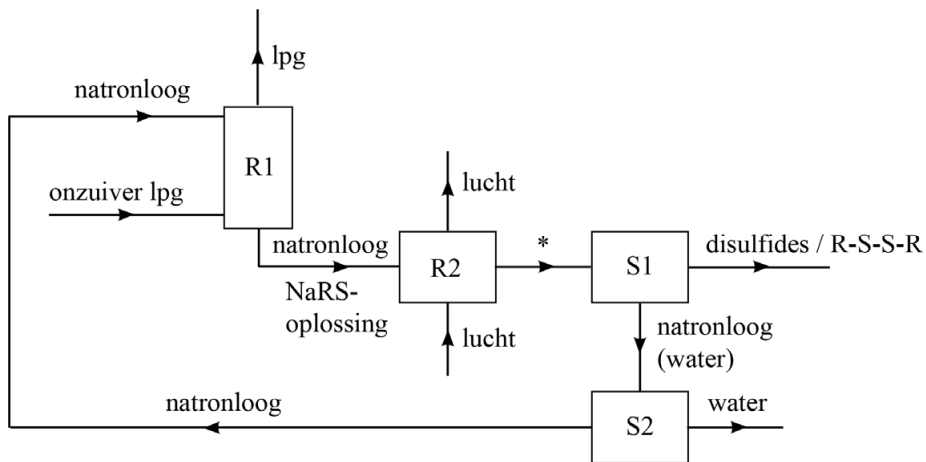 lpg
natronloog
R1
onzuiver lpg
lucht
natronloog
NaRS-
oplossing
R2
*
S1
disulfides / R-S-S-R
lucht
natronloog
(water)
natronloog
S2
water